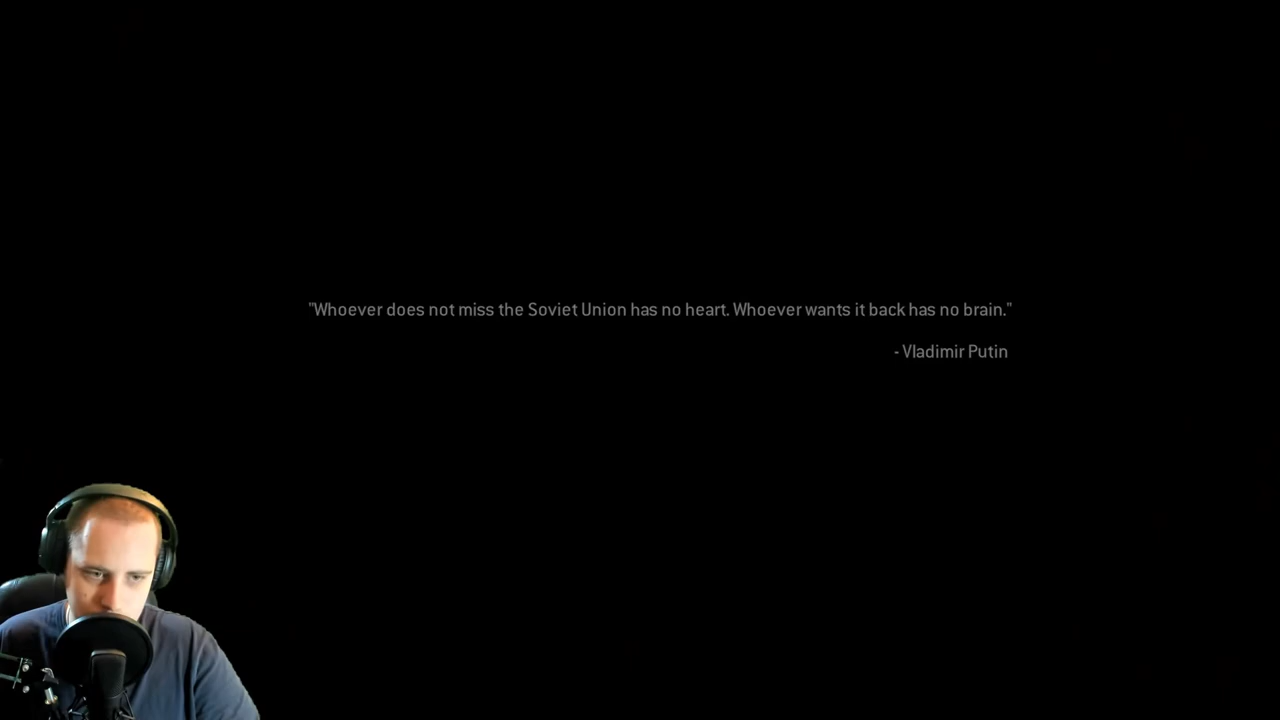 "Whoever does not miss the Soviet Union has no heart. Whoever wants it back has no brain."
- Vladimir Putin